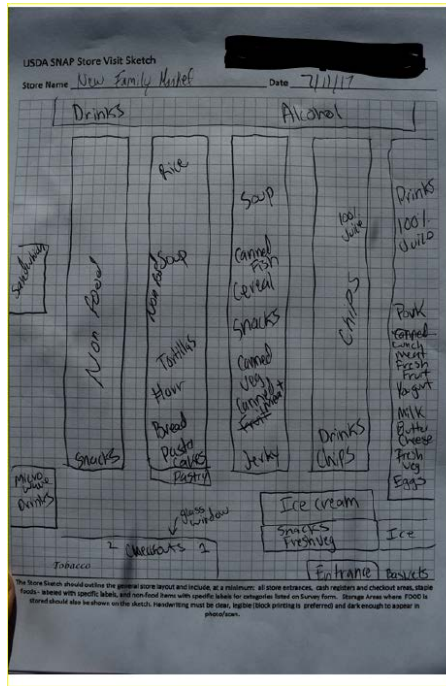 USDA SNAP Store Visit Sketch
Store Name New Family Market Date 7/11/17
Drinks Alcohol
Sandwich
Non Food
Snacks
Rice
Soup
Non Food
Tortillas
Flour
Bread
Pasta
Cakes
Pastry
Soup
Canned
Fish
Cereal
Snacks
Canned
Veg
Canned
Fruit
Meat
Jerky
100%
Juice
Chips
Drinks
Chips
Drinks
100%
Juice
Pork
Canned
Lunch
meat
Fresh
Fruit
Yogurt
Milk
Butter
Cheese
Fresh
Veg
Eggs
Micro
Wave
Drinks
glass
window
2 Checkouts 1
Tobacco
Ice cream
Snacks
Fresh Veg
Ice
Entrance Baskets
The Store Sketch should outline the general store layout and include, at a minimum: all store entrances, cash registers and checkout areas, staple
foods - labeled with specific labels, and non-food items with specific labels for categories listed on Survey form. Storage Areas where FOOD is
stored should also be shown on the sketch. Handwriting must be clear, legible (block printing is preferred) and dark enough to appear in
photo/scan.